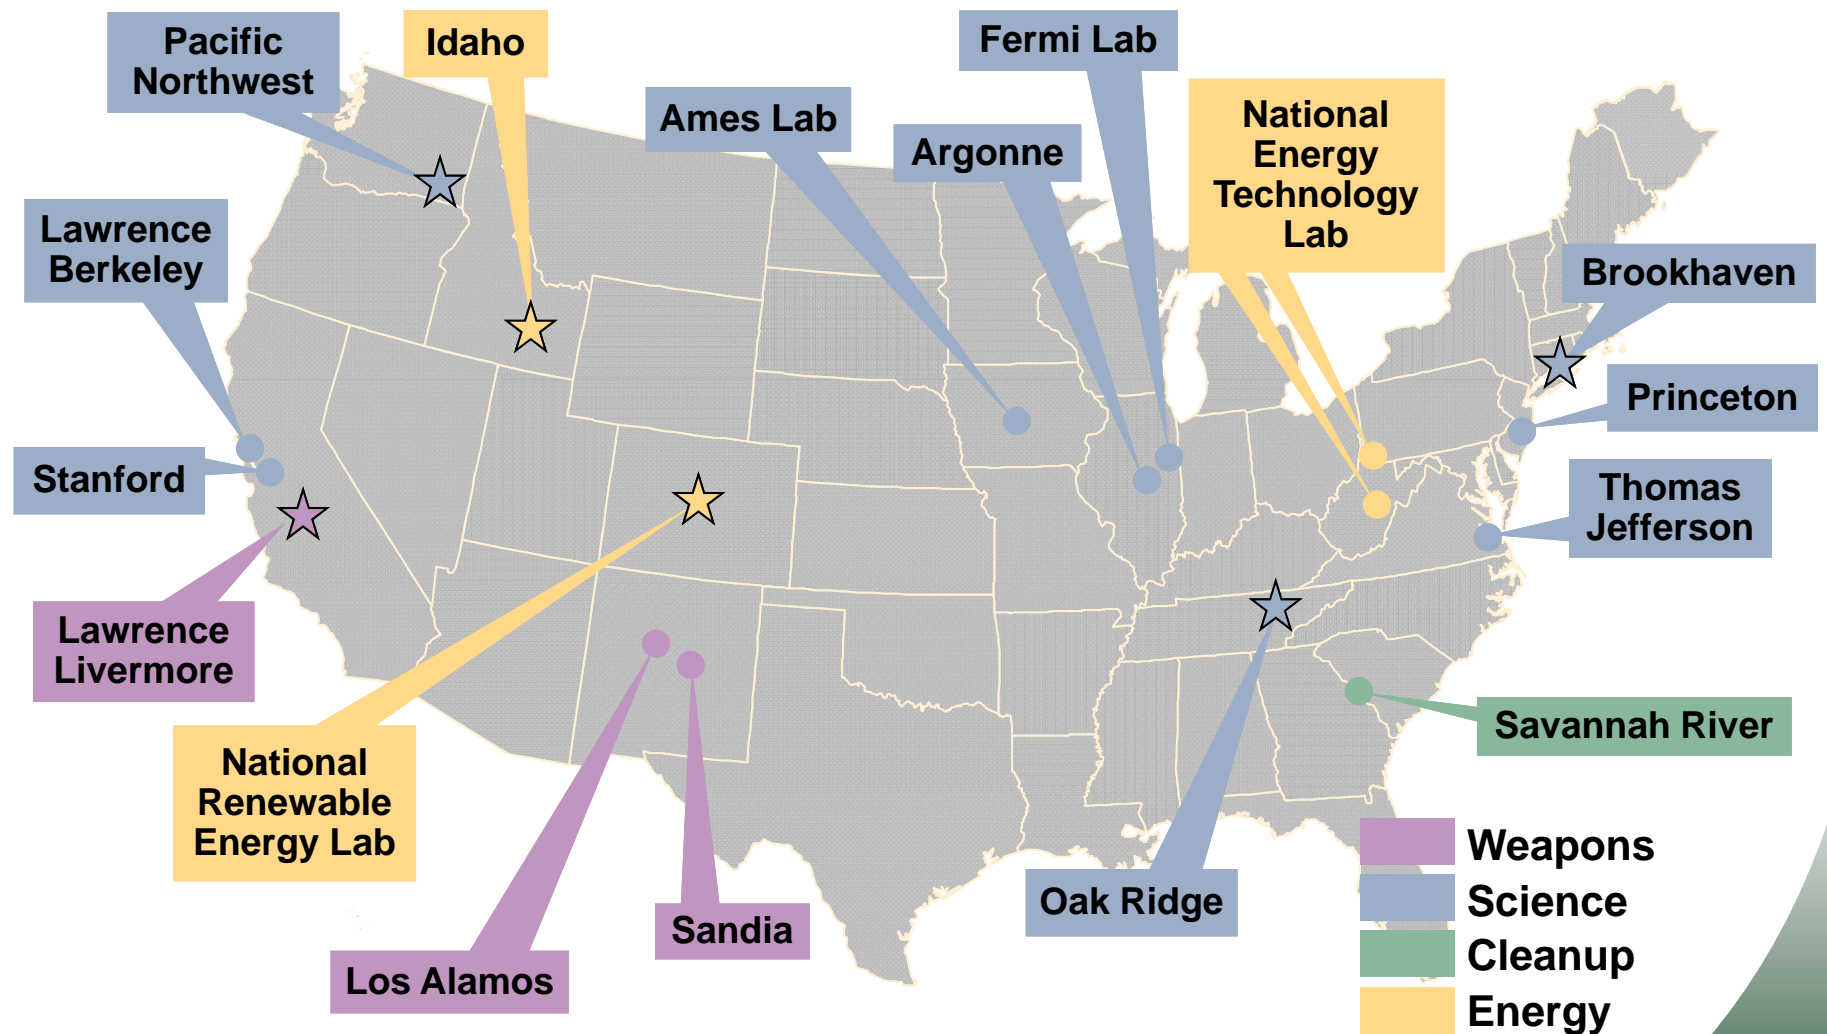 Pacific
Northwest
Idaho
Fermi Lab
Ames Lab
Argonne
National
Energy
Technology
Lab
Lawrence
Berkeley
Brookhaven
Princeton
Stanford
Thomas
Jefferson
Lawrence
Livermore
National
Renewable
Energy Lab
Savannah River
Oak Ridge
Sandia
Los Alamos
Weapons
Science
Cleanup
Energy